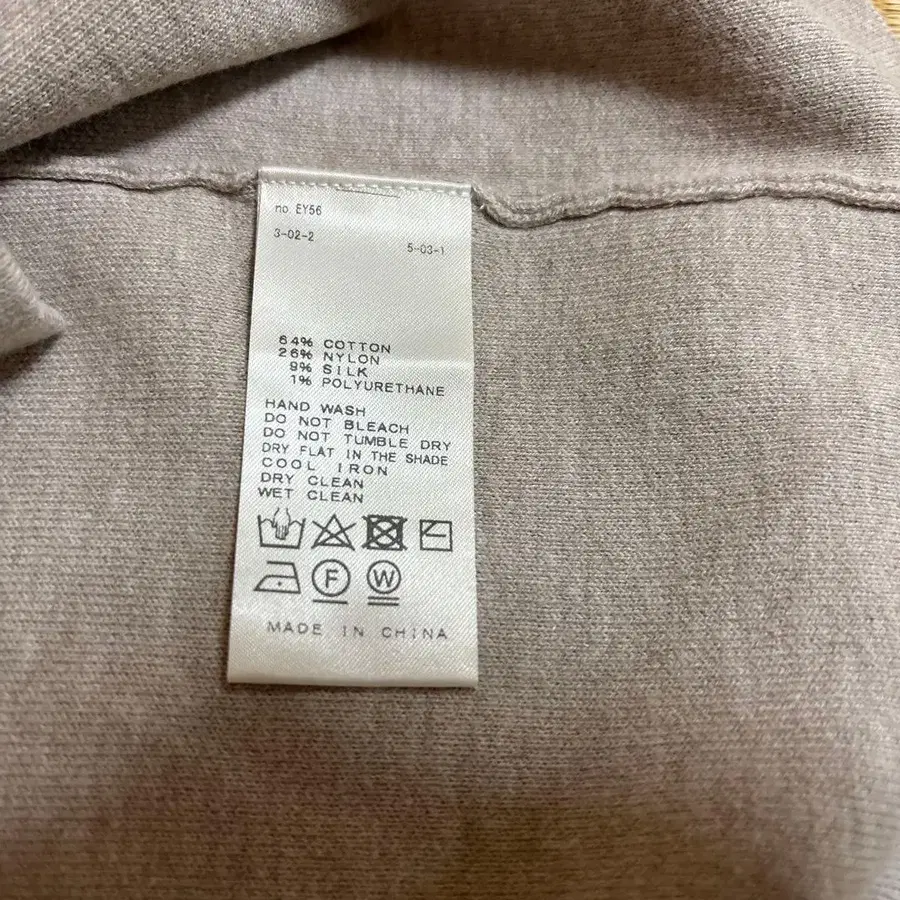 no. EY56
3-02-2
5-03-1
64% COTTON
26% NYLON
9% SILK
1% POLYURETHANE
HAND WASH
DO NOT BLEACH
DO NOT TUMBLE DRY
DRY FLAT IN THE SHADE
COOL IRON
DRY CLEAN
WET CLEAN
F W
MADE IN CHINA